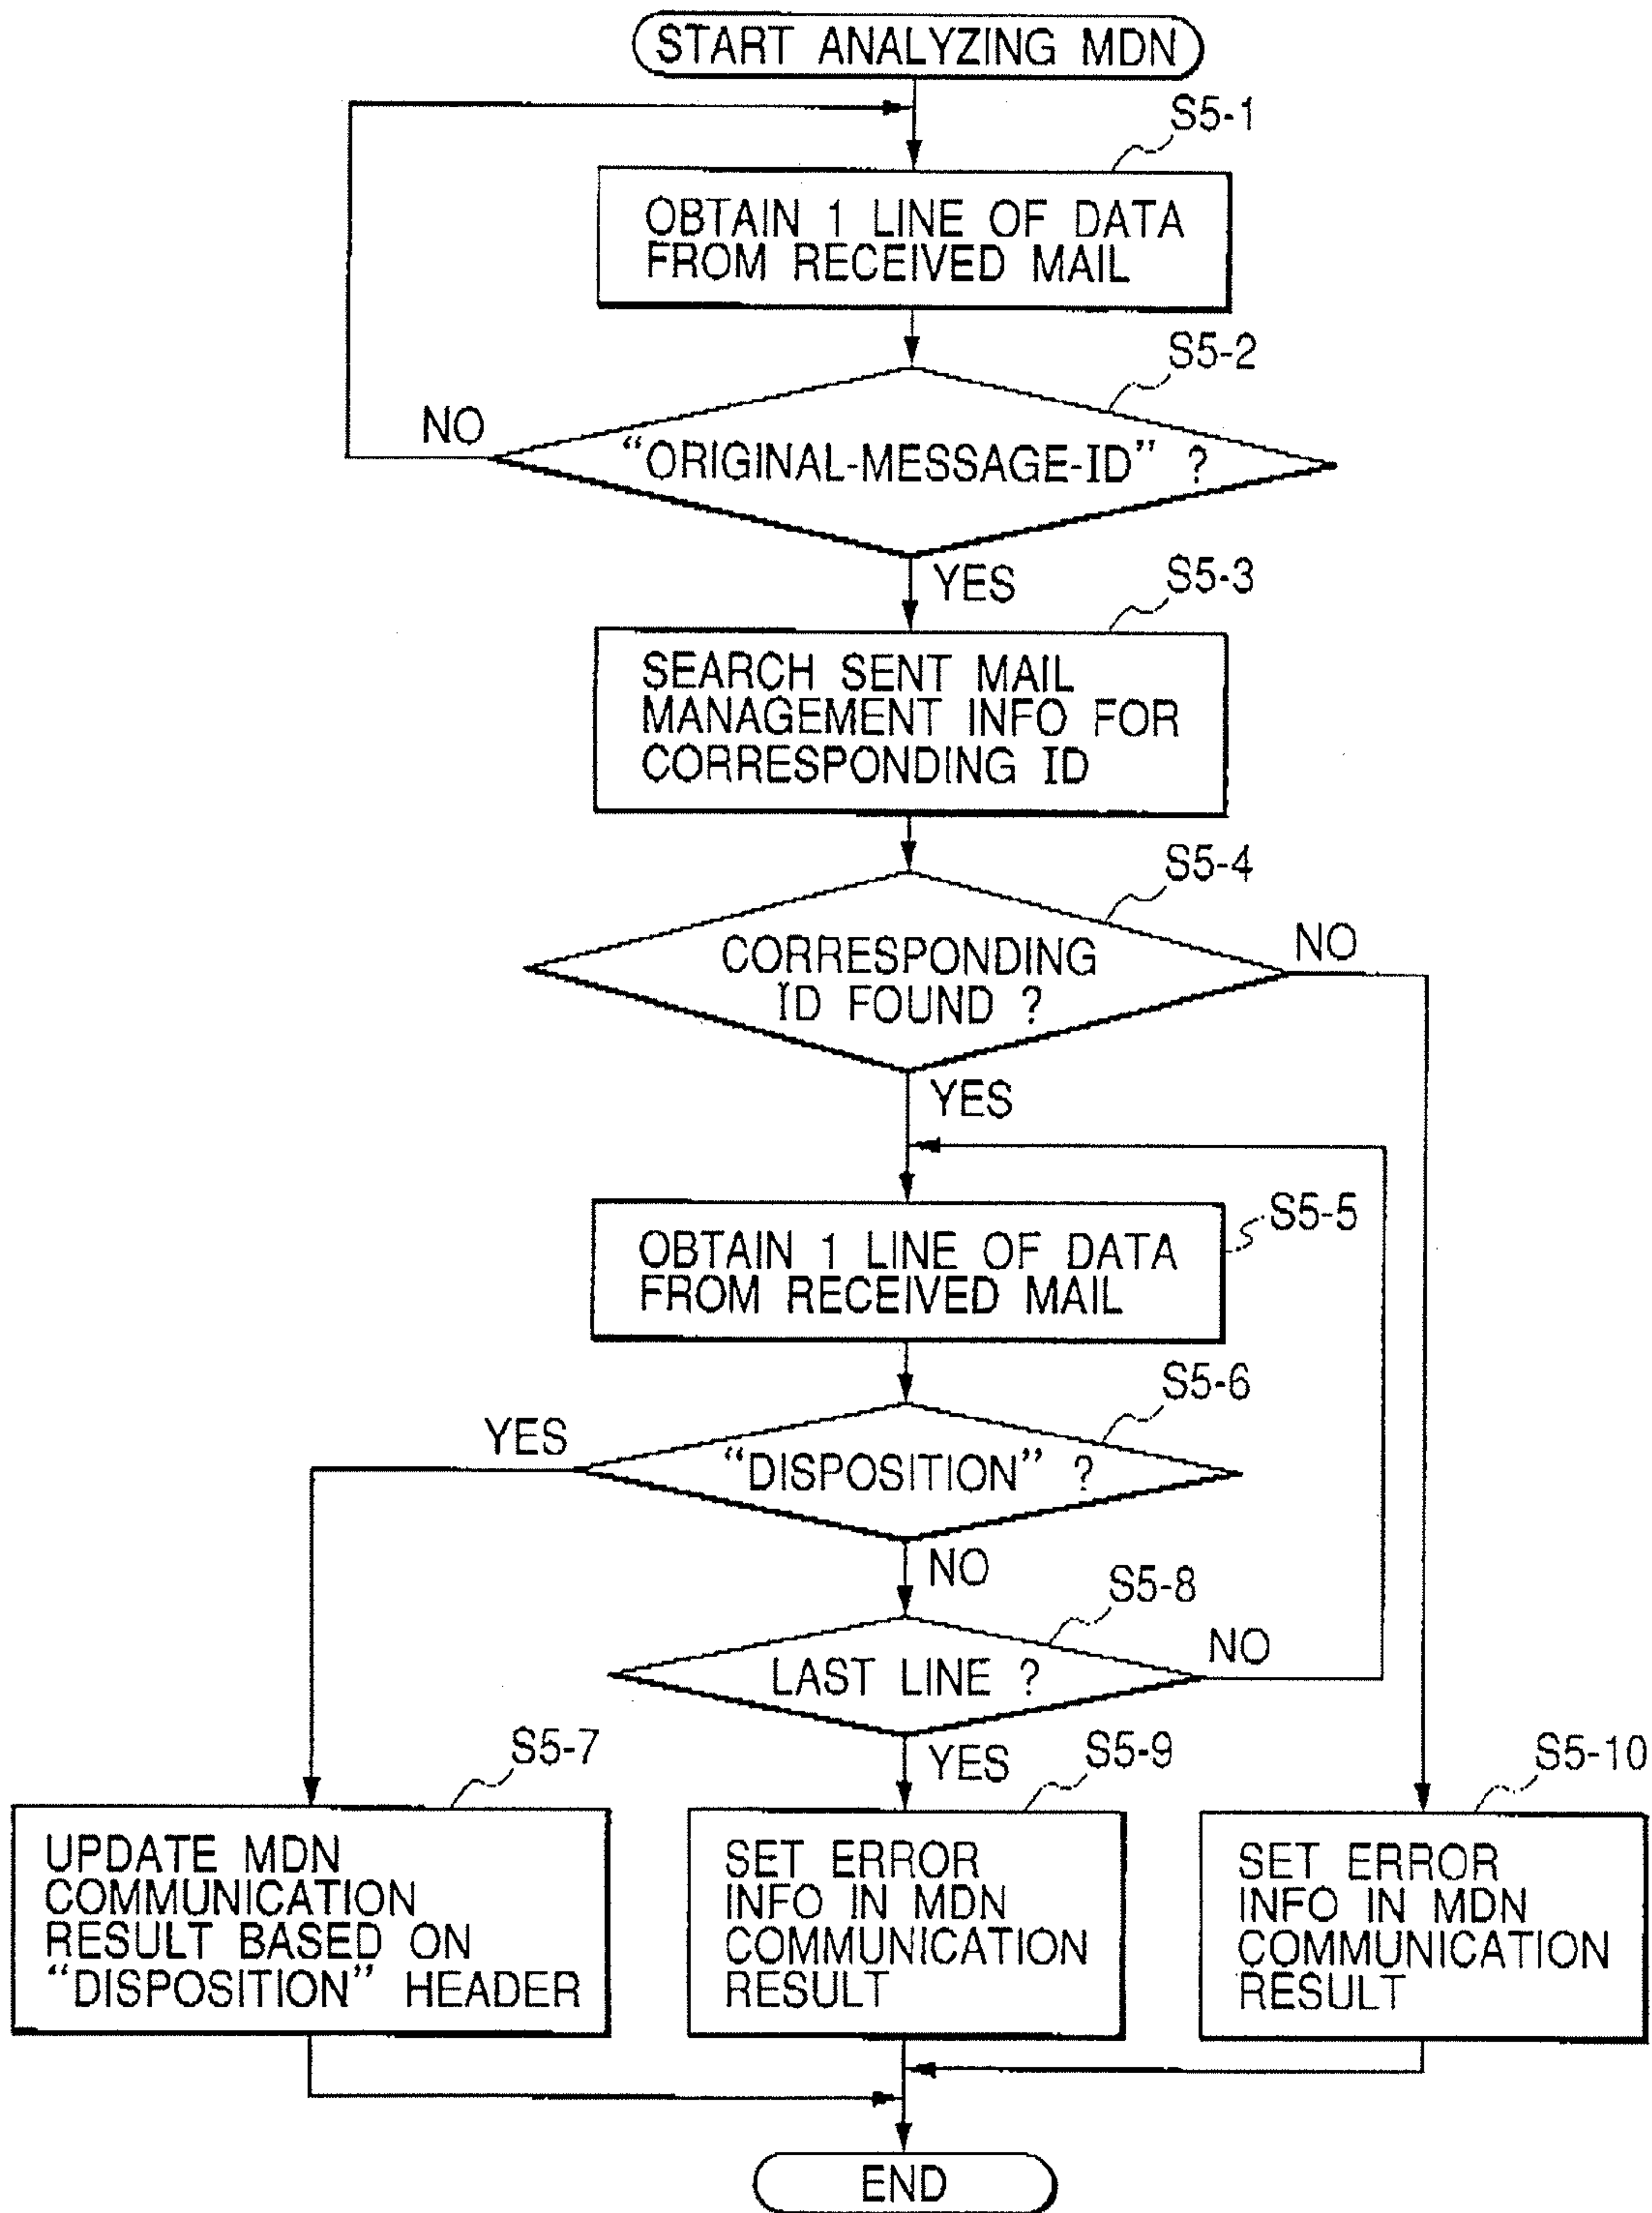 START ANALYZING MDN
S5-1
OBTAIN 1 LINE OF DATA
FROM RECEIVED MAIL
S5-2
NO
“ORIGINAL-MESSAGE-ID” ?
YES
S5-3
SEARCH SENT MAIL
MANAGEMENT INFO FOR
CORRESPONDING ID
S5-4
NO
CORRESPONDING
ID FOUND ?
YES
S5-5
OBTAIN 1 LINE OF DATA
FROM RECEIVED MAIL
S5-6
YES
“DISPOSITION” ?
NO
S5-8
NO
LAST LINE ?
YES
S5-7
UPDATE MDN
COMMUNICATION
RESULT BASED ON
“DISPOSITION” HEADER
S5-9
SET ERROR
INFO IN MDN
COMMUNICATION
RESULT
S5-10
SET ERROR
INFO IN MDN
COMMUNICATION
RESULT
END